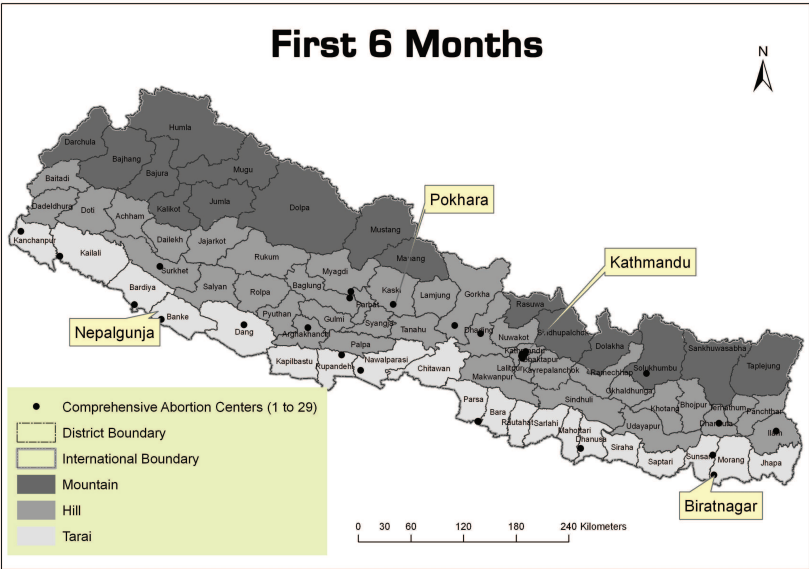 First 6 Months
N
Humla
Darchula
Bajhang
Mugu
Baitadi
Bajura
Dadeldhura
Doti
Achham
Kalikot
Jumla
Dolpa
Mustang
Manang
Pokhara
Kanchanpur
Kailali
Dailekh
Jajarkot
Rukum
Myagdi
Kaski
Lamjung
Gorkha
Rasuwa
Kathmandu
Surkhet
Bardiya
Salyan
Rolpa
Baglung
Parbat
Syangja
Tanahu
Dhading
Nuwakot
Sindhupalchok
Dolakha
Sankhuwasabha
Taplejung
Nepalgunja
Banke
Dang
Pyuthan
Gulmi
Arghakhanchi
Palpa
Kathmandu
Bhaktapur
Lalitpur
Kavrepalanchok
Ramechhap
Solukhumbu
Kapilbastu
Rupandehi
Nawalparasi
Chitawan
Makwanpur
Sindhuli
Okhaldhunga
Khotang
Bhojpur
Terhathum
Panchthar
Dhankuta
Ilam
Parsa
Bara
Rautahat
Sarlahi
Mahottari
Dhanusa
Siraha
Udayapur
Saptari
Sunsari
Morang
Jhapa
Biratnagar
Comprehensive Abortion Centers (1 to 29)
District Boundary
International Boundary
Mountain
Hill
Tarai
0 30 60 120 180 240 Kilometers